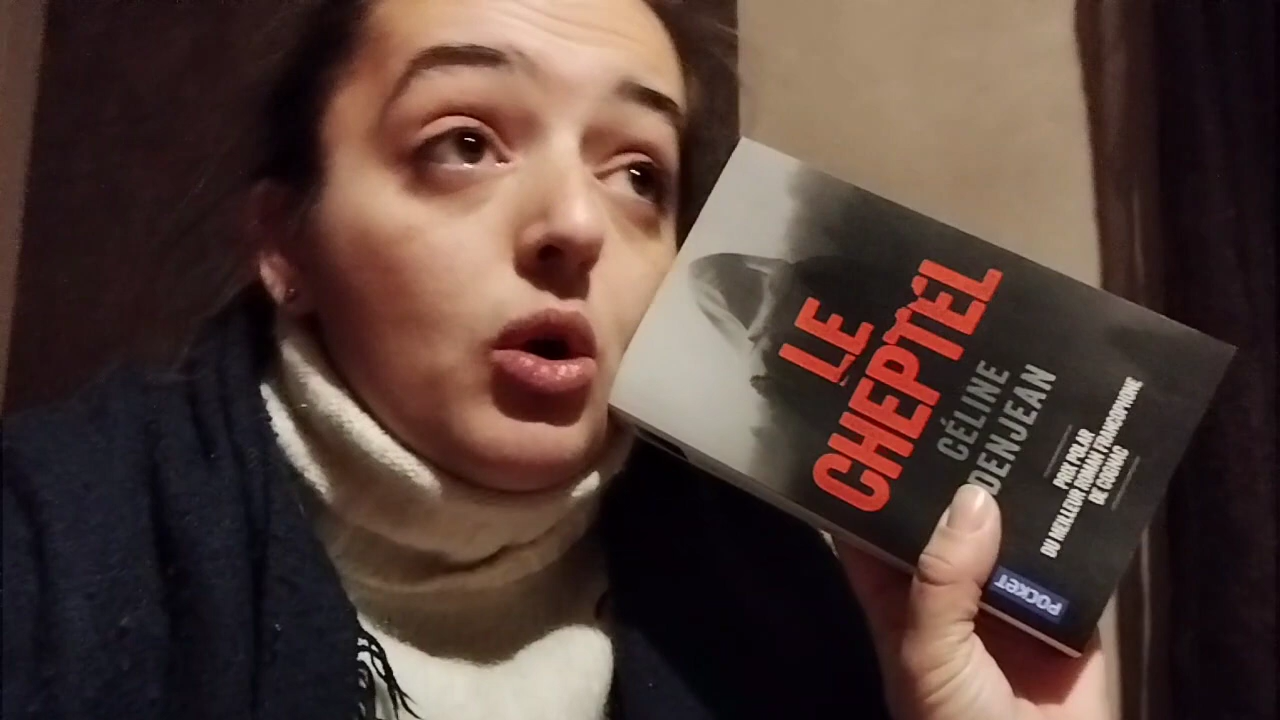 LE
CHEPTEL
CÉLINE
DENJEAN
PRIX POLAR
DU MEILLEUR ROMAN FRANCOPHONE
DE COGNAC
POCKET